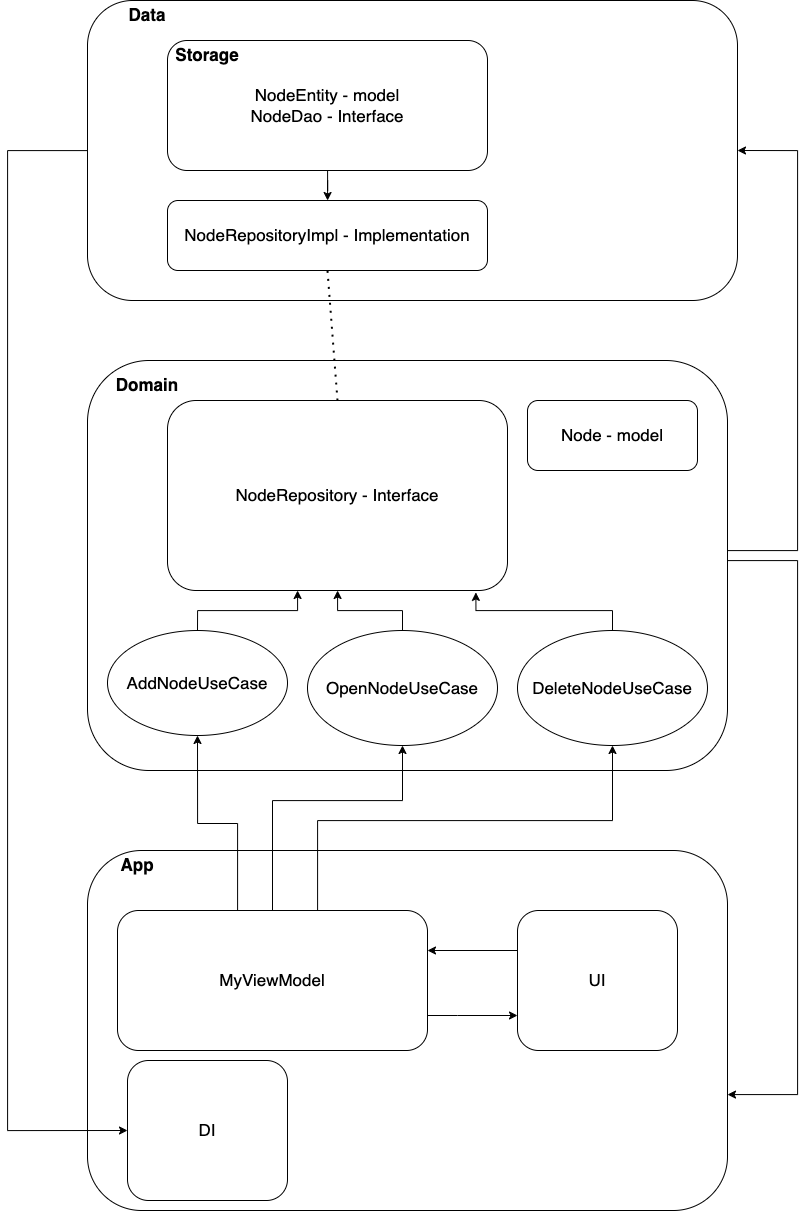 Data
Storage
NodeEntity - model
NodeDao - Interface
NodeRepositoryImpl - Implementation
Domain
Node - model
NodeRepository - Interface
AddNodeUseCase
OpenNodeUseCase
DeleteNodeUseCase
App
MyViewModel
UI
DI